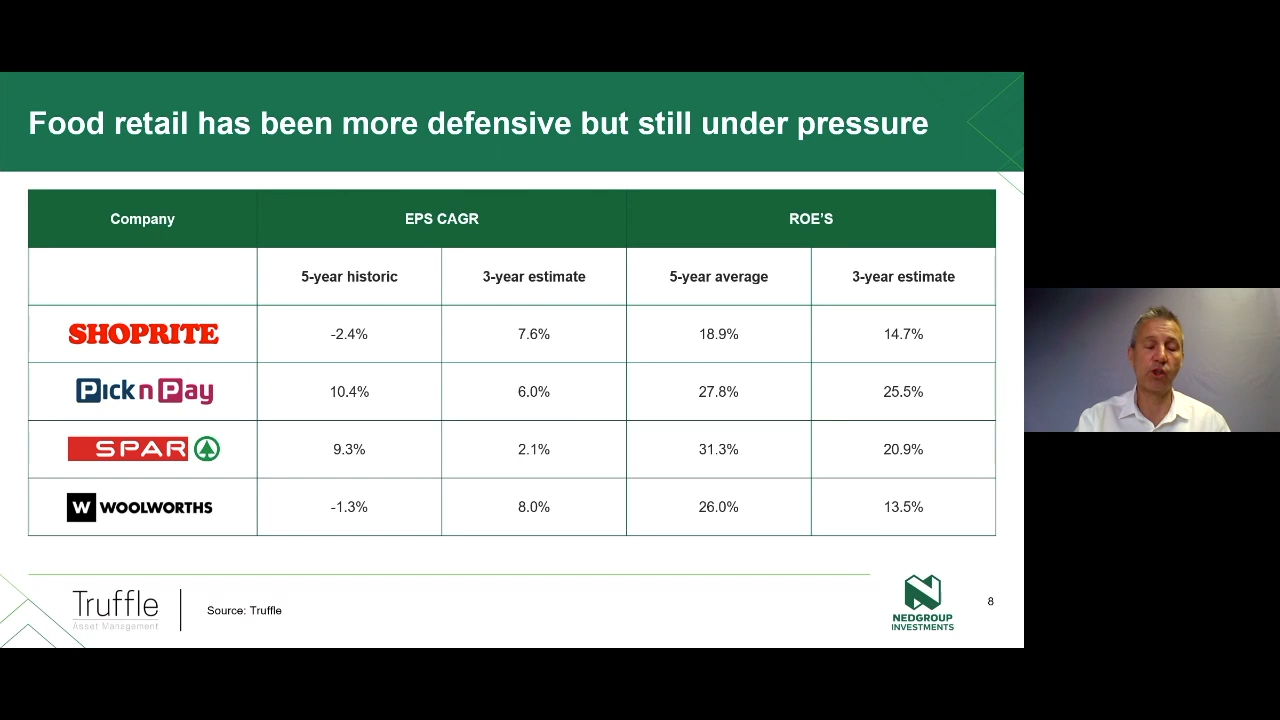 Food retail has been more defensive but still under pressure
Company EPS CAGR ROE'S
5-year historic 3-year estimate 5-year average 3-year estimate
SHOPRITE -2.4% 7.6% 18.9% 14.7%
Pick n Pay 10.4% 6.0% 27.8% 25.5%
SPAR 9.3% 2.1% 31.3% 20.9%
W WOOLWORTHS -1.3% 8.0% 26.0% 13.5%
Truffle
Asset Management
Source: Truffle
NEDGROUP
INVESTMENTS
8